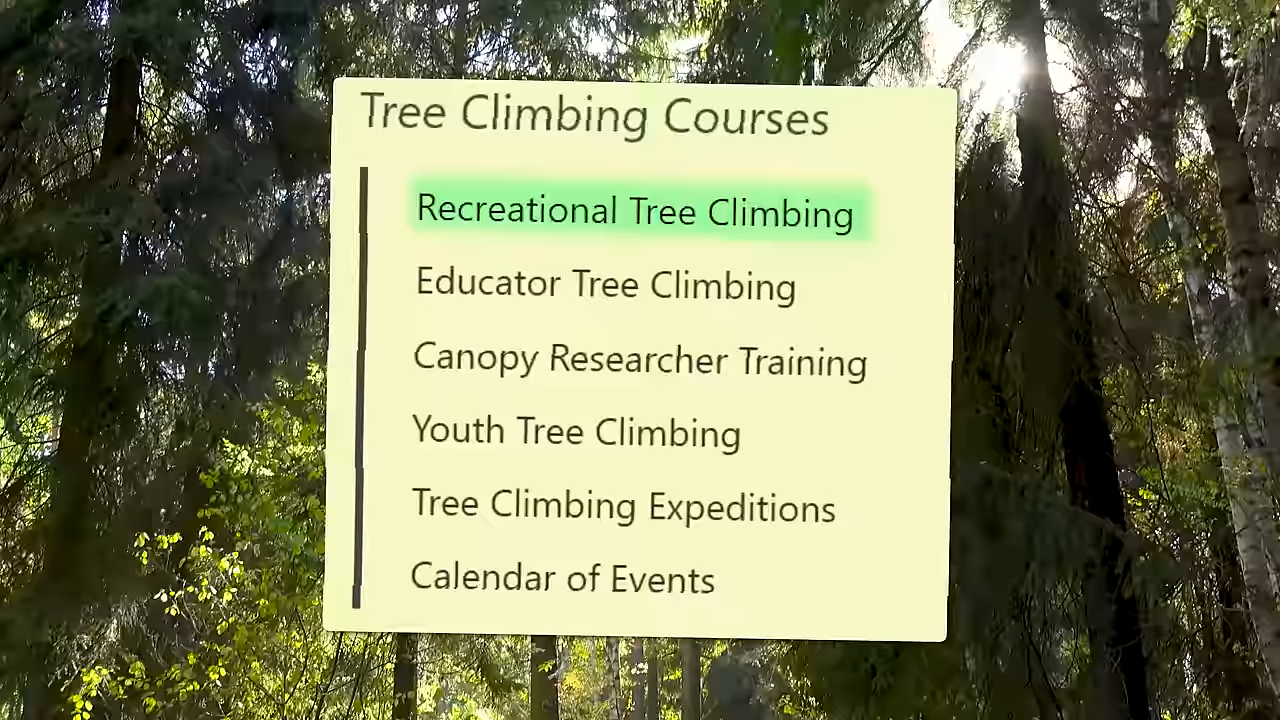 Tree Climbing Courses
Recreational Tree Climbing
Educator Tree Climbing
Canopy Researcher Training
Youth Tree Climbing
Tree Climbing Expeditions
Calendar of Events